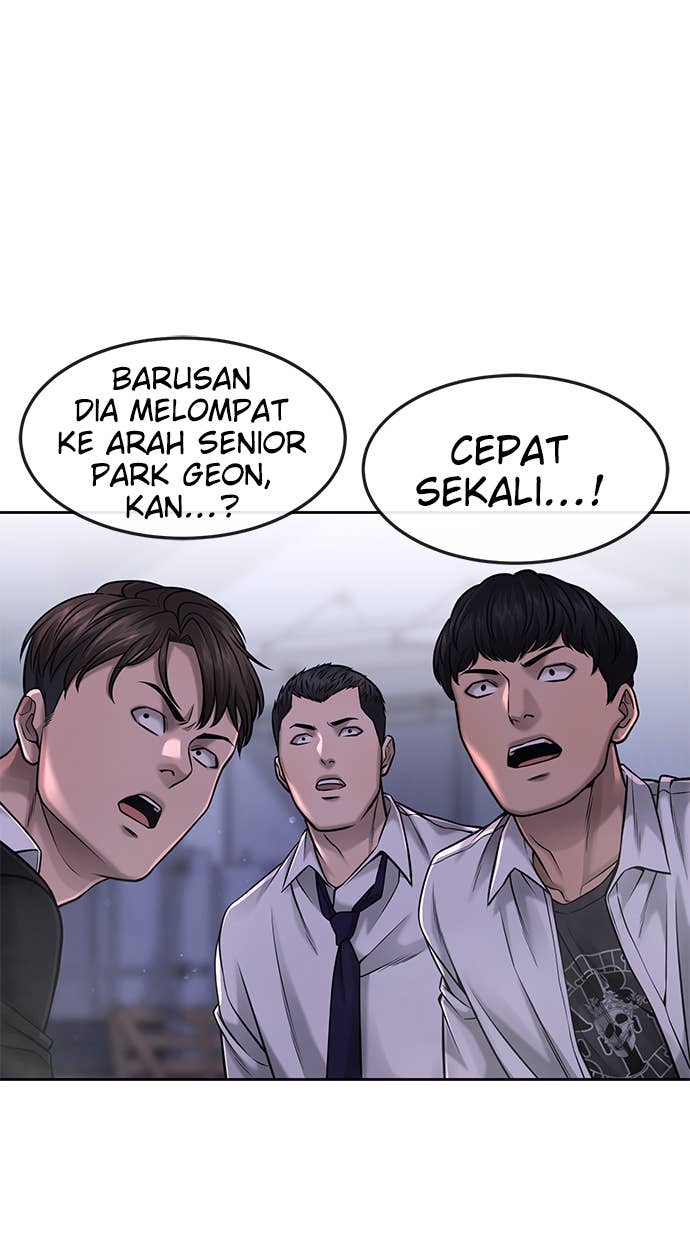 BARUSAN
DIA MELOMPAT
KE ARAH SENIOR
PARK GEON,
KAN...?
CEPAT
SEKALI...!